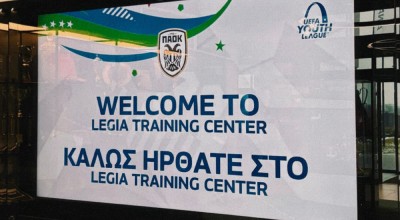 ΠΑΟΚ
UEFA
YOUTH
LEAGUE
WELCOME TO
LEGIA TRAINING CENTER
ΚΑΛΩΣ ΗΡΘΑΤΕ ΣΤΟ
LEGIA TRAINING CENTER